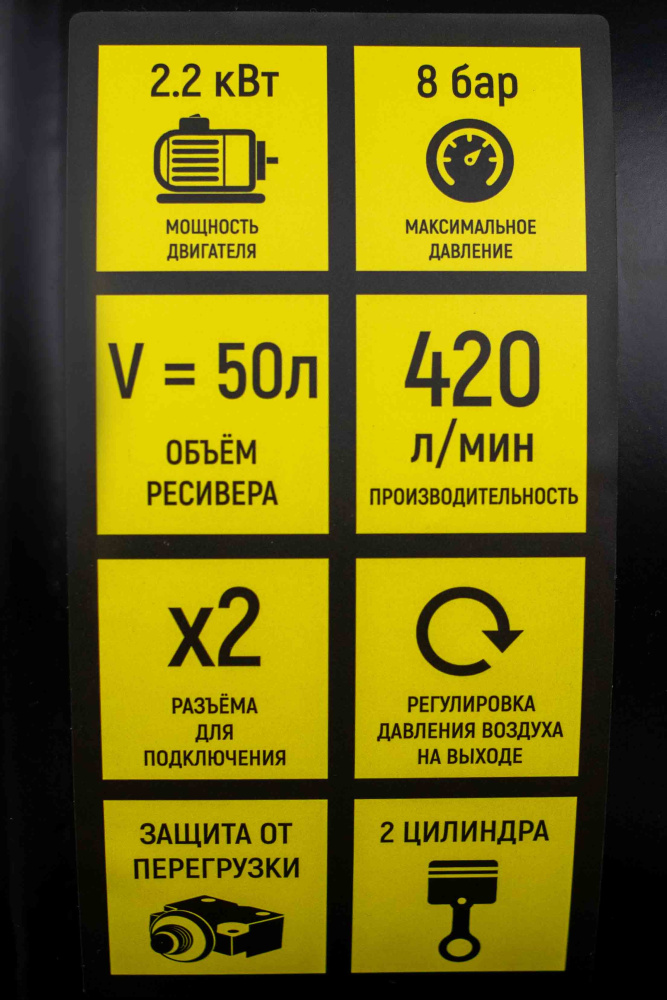 2.2 кВт
МОЩНОСТЬ
ДВИГАТЕЛЯ
8 бар
МАКСИМАЛЬНОЕ
ДАВЛЕНИЕ
V = 50л
ОБЪЁМ
РЕСИВЕРА
420
л/мин
ПРОИЗВОДИТЕЛЬНОСТЬ
x2
РАЗЪЁМА
ДЛЯ
ПОДКЛЮЧЕНИЯ
РЕГУЛИРОВКА
ДАВЛЕНИЯ ВОЗДУХА
НА ВЫХОДЕ
ЗАЩИТА ОТ
ПЕРЕГРУЗКИ
2 ЦИЛИНДРА